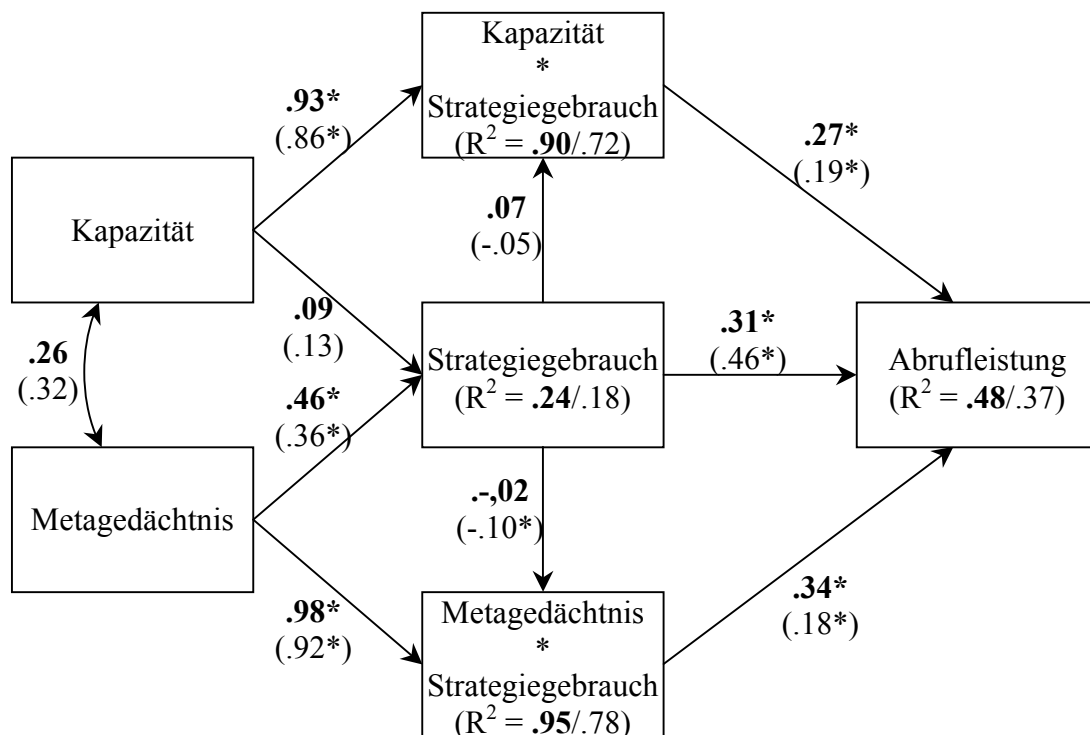 Kapazität
*
Strategiegebrauch
(R² = .90/.72)
.93*
(.86*)
.27*
(.19*)
Kapazität
.07
(-.05)
.09
(.13)
.26
(.32)
.46*
(.36*)
Strategiegebrauch
(R² = .24/.18)
.31*
(.46*)
Abrufleistung
(R² = .48/.37)
Metagedächtnis
.-,02
(-.10*)
.98*
(.92*)
Metagedächtnis
*
Strategiegebrauch
(R² = .95/.78)
.34*
(.18*)